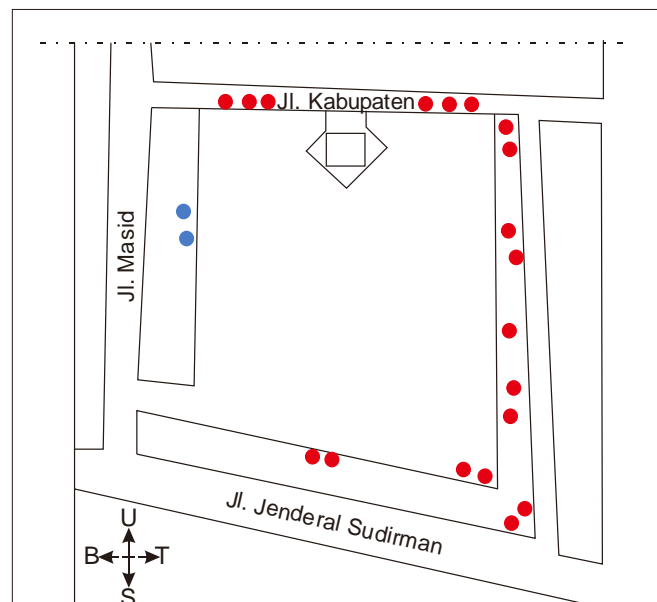 Jl. Kabupaten
Jl. Masid
Jl. Jenderal Sudirman
U
B
T
S